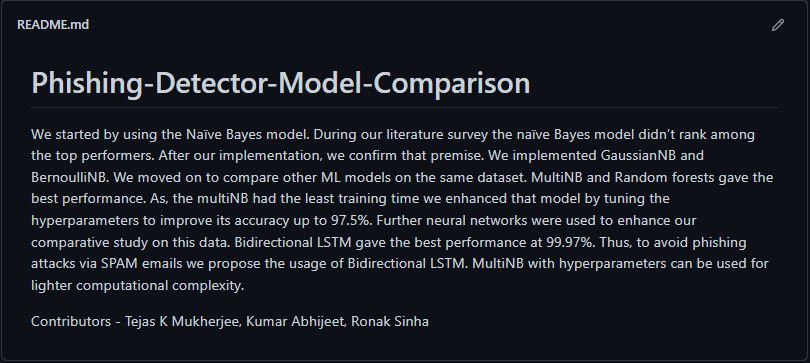 README.md
Phishing-Detector-Model-Comparison
We started by using the Naïve Bayes model. During our literature survey the naïve Bayes model didn't rank among
the top performers. After our implementation, we confirm that premise. We implemented GaussianNB and
BernoulliNB. We moved on to compare other ML models on the same dataset. MultiNB and Random forests gave the
best performance. As, the multiNB had the least training time we enhanced that model by tuning the
hyperparameters to improve its accuracy up to 97.5%. Further neural networks were used to enhance our
comparative study on this data. Bidirectional LSTM gave the best performance at 99.97%. Thus, to avoid phishing
attacks via SPAM emails we propose the usage of Bidirectional LSTM. MultiNB with hyperparameters can be used for
lighter computational complexity.
Contributors - Tejas K Mukherjee, Kumar Abhijeet, Ronak Sinha